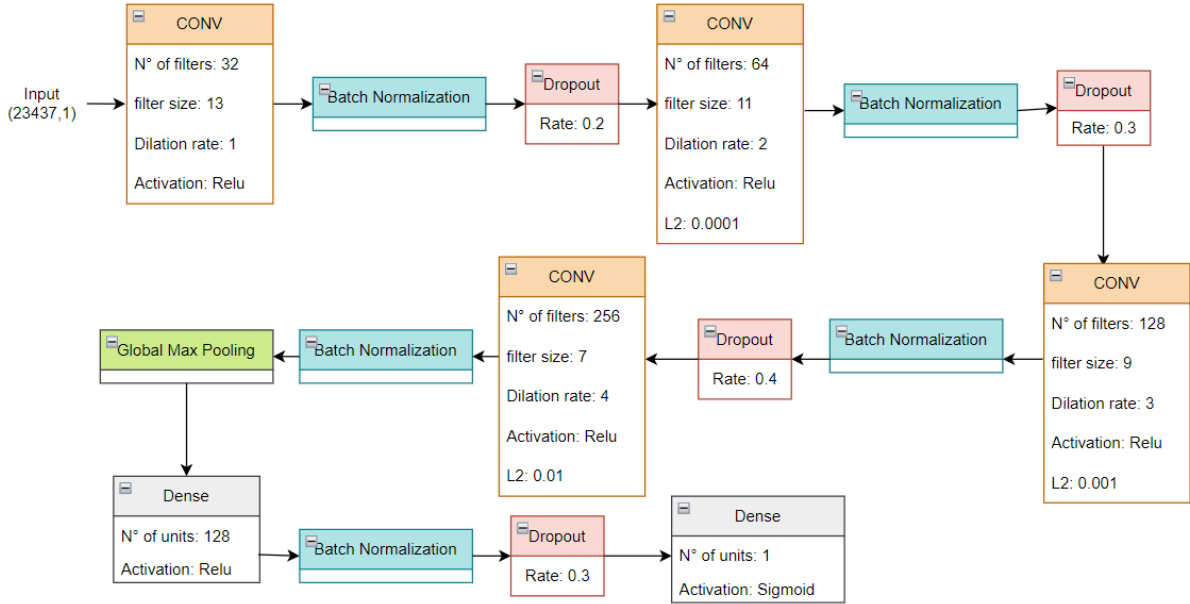 Input
(23437,1)
CONV
N° of filters: 32
filter size: 13
Dilation rate: 1
Activation: Relu
Batch Normalization
Dropout
Rate: 0.2
CONV
N° of filters: 64
filter size: 11
Dilation rate: 2
Activation: Relu
L2: 0.0001
Batch Normalization
Dropout
Rate: 0.3
CONV
N° of filters: 128
filter size: 9
Dilation rate: 3
Activation: Relu
L2: 0.001
Batch Normalization
Dropout
Rate: 0.4
CONV
N° of filters: 256
filter size: 7
Dilation rate: 4
Activation: Relu
L2: 0.01
Batch Normalization
Global Max Pooling
Dense
N° of units: 128
Activation: Relu
Batch Normalization
Dropout
Rate: 0.3
Dense
N° of units: 1
Activation: Sigmoid